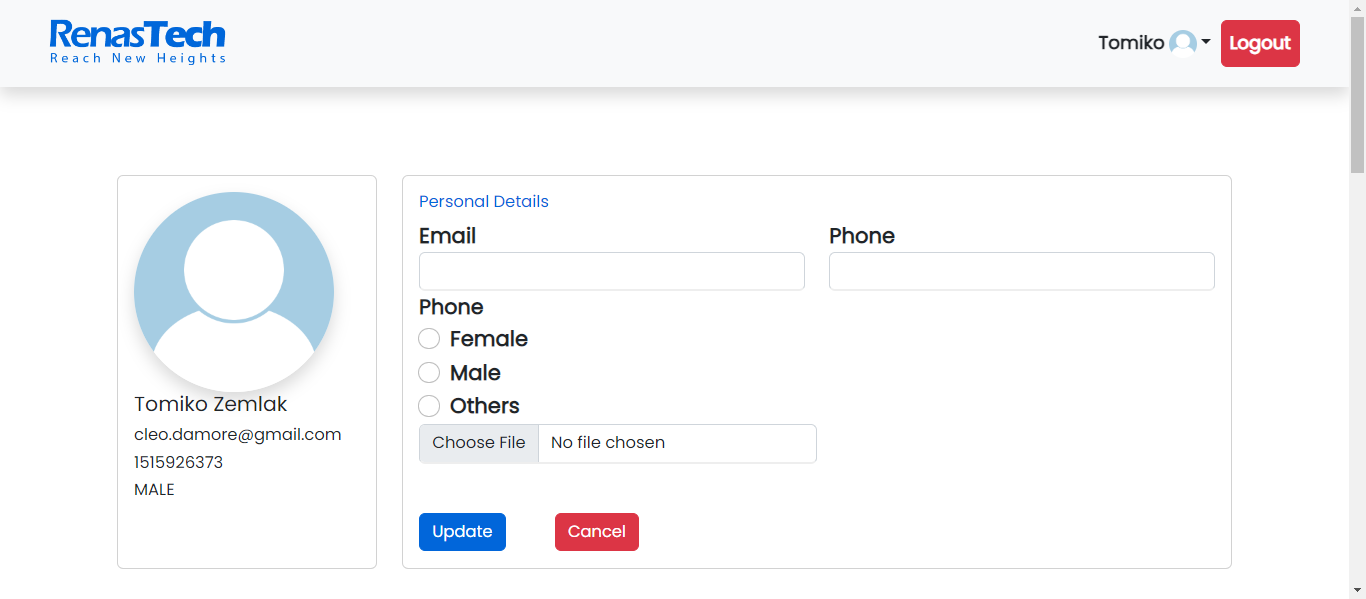 RenasTech
Reach New Heights
Tomiko
Logout
Tomiko Zemlak
cleo.damore@gmail.com
1515926373
MALE
Personal Details
Email
Phone
Phone
Female
Male
Others
Choose File No file chosen
Update
Cancel